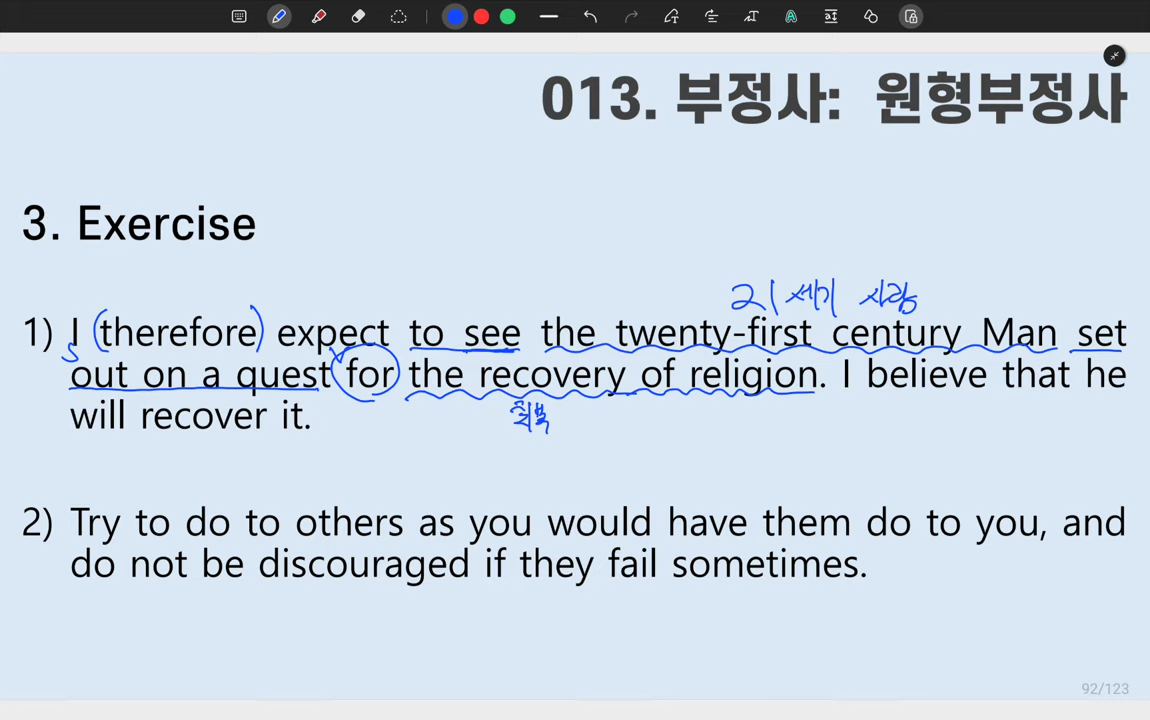 013. 부정사: 원형부정사
3. Exercise
21세기 사람
1) I (therefore) expect to see the twenty-first century Man set
S
out on a quest for the recovery of religion. I believe that he
회복
will recover it.
2) Try to do to others as you would have them do to you, and
do not be discouraged if they fail sometimes.
92/123